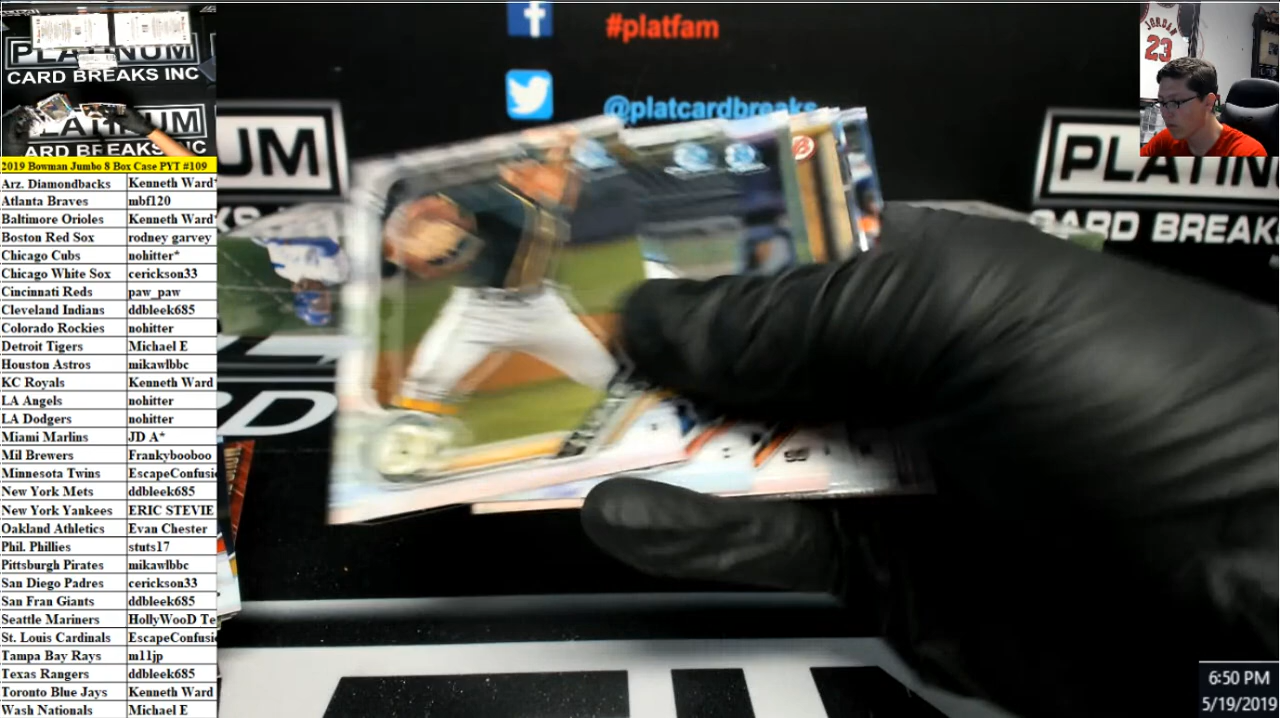 PLATINUM
CARD BREAKS INC
PLATINUM
CARD BREAKS INC
#platfam
@platcardbreaks
JORDAN
23
UM
PLATIN
CARD BREAK
2019 Bowman Jumbo 8 Box Case PYT #109
Arz. Diamondbacks Kenneth Ward*
Atlanta Braves mbf120
Baltimore Orioles Kenneth Ward*
Boston Red Sox rodney garvey
Chicago Cubs nohitter*
Chicago White Sox cerickson33
Cincinnati Reds paw_paw
Cleveland Indians ddbleek685
Colorado Rockies nohitter
Detroit Tigers Michael E
Houston Astros mikawlbbc
KC Royals Kenneth Ward
LA Angels nohitter
LA Dodgers nohitter
Miami Marlins JD A*
Mil Brewers Frankybooboo
Minnesota Twins EscapeConfusi
New York Mets ddbleek685
New York Yankees ERIC STEVIE
Oakland Athletics Evan Chester
Phil. Phillies stuts17
Pittsburgh Pirates mikawlbbc
San Diego Padres cerickson33
San Fran Giants ddbleek685
Seattle Mariners HollyWooD Te
St. Louis Cardinals EscapeConfusi
Tampa Bay Rays m11jp
Texas Rangers ddbleek685
Toronto Blue Jays Kenneth Ward
Wash Nationals Michael E
6:50 PM
5/19/2019